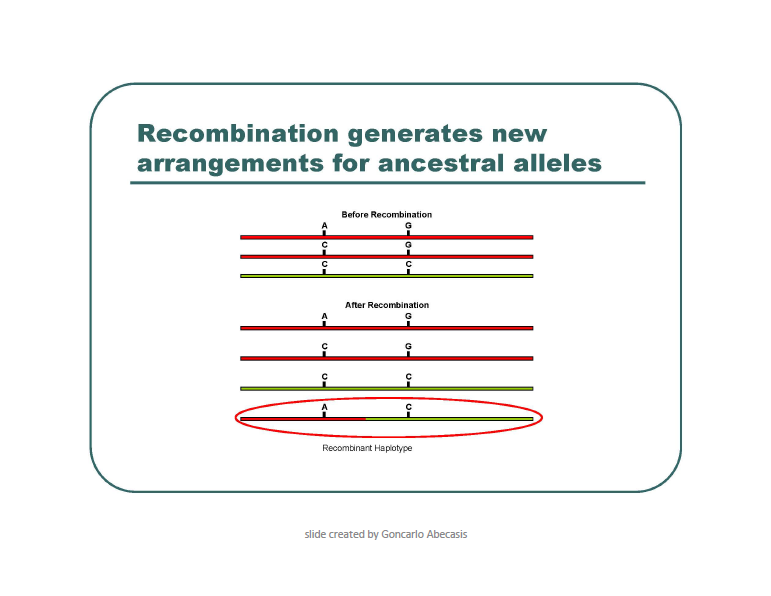 Recombination generates new
arrangements for ancestral alleles
Before Recombination
A G
C G
C C
After Recombination
A G
C G
C C
A C
Recombinant Haplotype
slide created by Goncarlo Abecasis